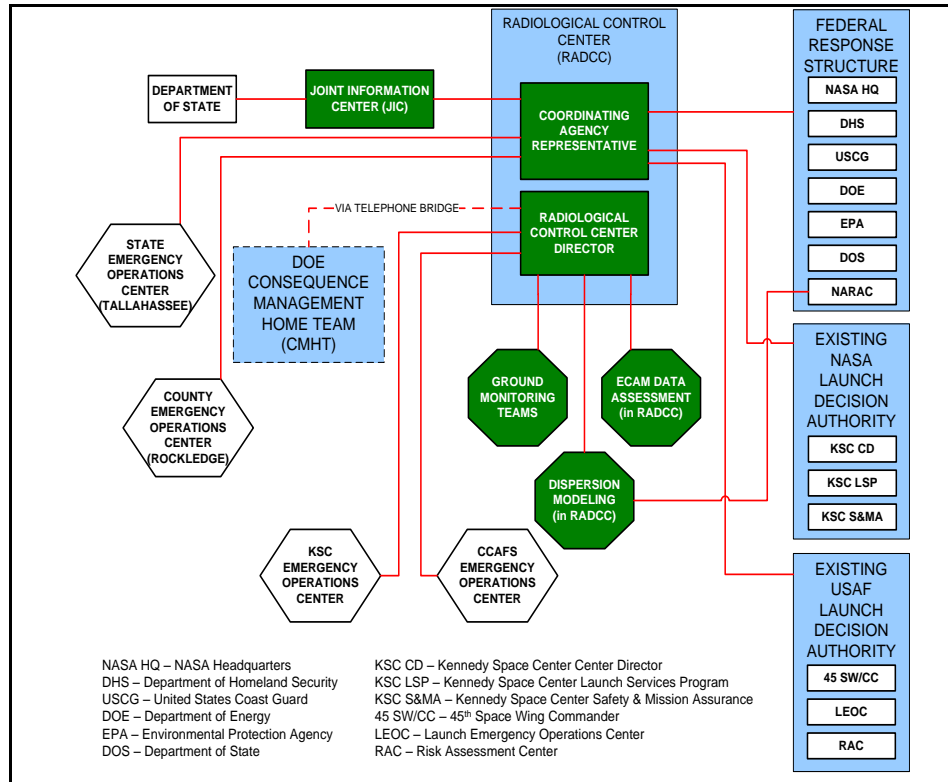 RADIOLOGICAL CONTROL
CENTER
(RADCC)
FEDERAL
RESPONSE
STRUCTURE
NASA HQ
DHS
USCG
DOE
EPA
DOS
NARAC
DEPARTMENT
OF STATE
JOINT INFORMATION
CENTER (JIC)
COORDINATING
AGENCY
REPRESENTATIVE
VIA TELEPHONE BRIDGE
RADIOLOGICAL
CONTROL CENTER
DIRECTOR
STATE
EMERGENCY
OPERATIONS
CENTER
(TALLAHASSEE)
DOE
CONSEQUENCE
MANAGEMENT
HOME TEAM
(CMHT)
EXISTING
NASA
LAUNCH
DECISION
AUTHORITY
KSC CD
KSC LSP
KSC S&MA
COUNTY
EMERGENCY
OPERATIONS
CENTER
(ROCKLEDGE)
GROUND
MONITORING
TEAMS
ECAM DATA
ASSESSMENT
(in RADCC)
DISPERSION
MODELING
(in RADCC)
KSC
EMERGENCY
OPERATIONS
CENTER
CCAFS
EMERGENCY
OPERATIONS
CENTER
EXISTING
USAF
LAUNCH
DECISION
AUTHORITY
45 SW/CC
LEOC
RAC
NASA HQ – NASA Headquarters
DHS – Department of Homeland Security
USCG – United States Coast Guard
DOE – Department of Energy
EPA – Environmental Protection Agency
DOS – Department of State
KSC CD – Kennedy Space Center Center Director
KSC LSP – Kennedy Space Center Launch Services Program
KSC S&MA – Kennedy Space Center Safety & Mission Assurance
45 SW/CC – 45th Space Wing Commander
LEOC – Launch Emergency Operations Center
RAC – Risk Assessment Center